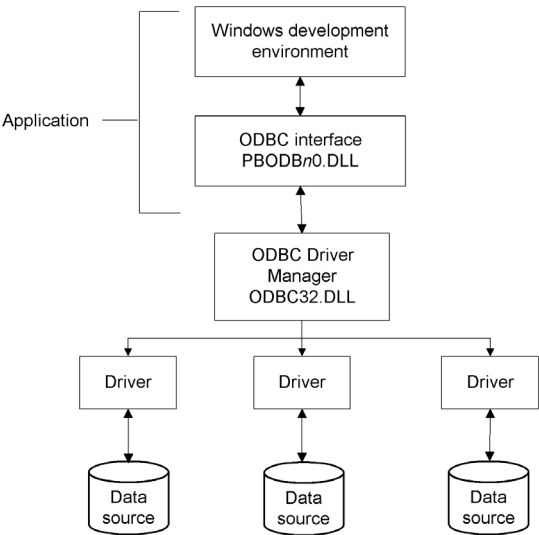 Windows development
environment
Application
ODBC interface
PBODBn0.DLL
ODBC Driver
Manager
ODBC32.DLL
Driver
Driver
Driver
Data
source
Data
source
Data
source